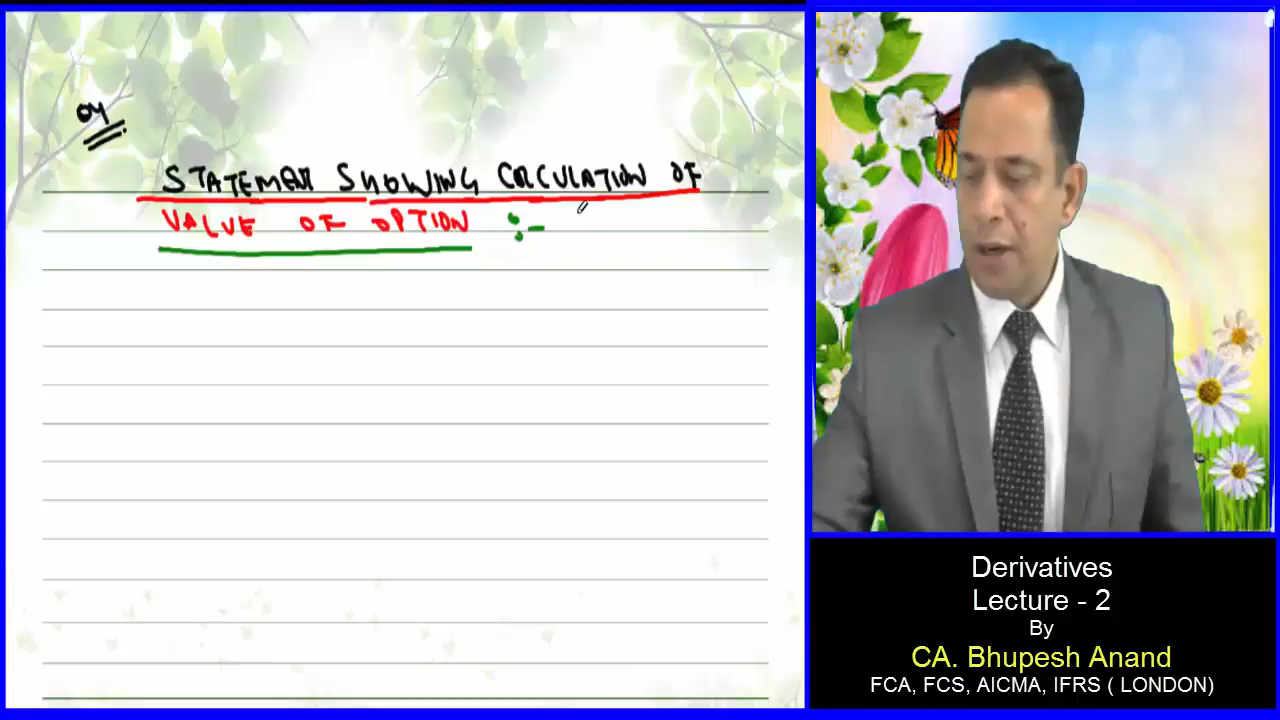 04
STATEMENT SHOWING CALCULATION OF
VALUE OF OPTION :-
Derivatives
Lecture - 2
By
CA. Bhupesh Anand
FCA, FCS, AICMA, IFRS ( LONDON)